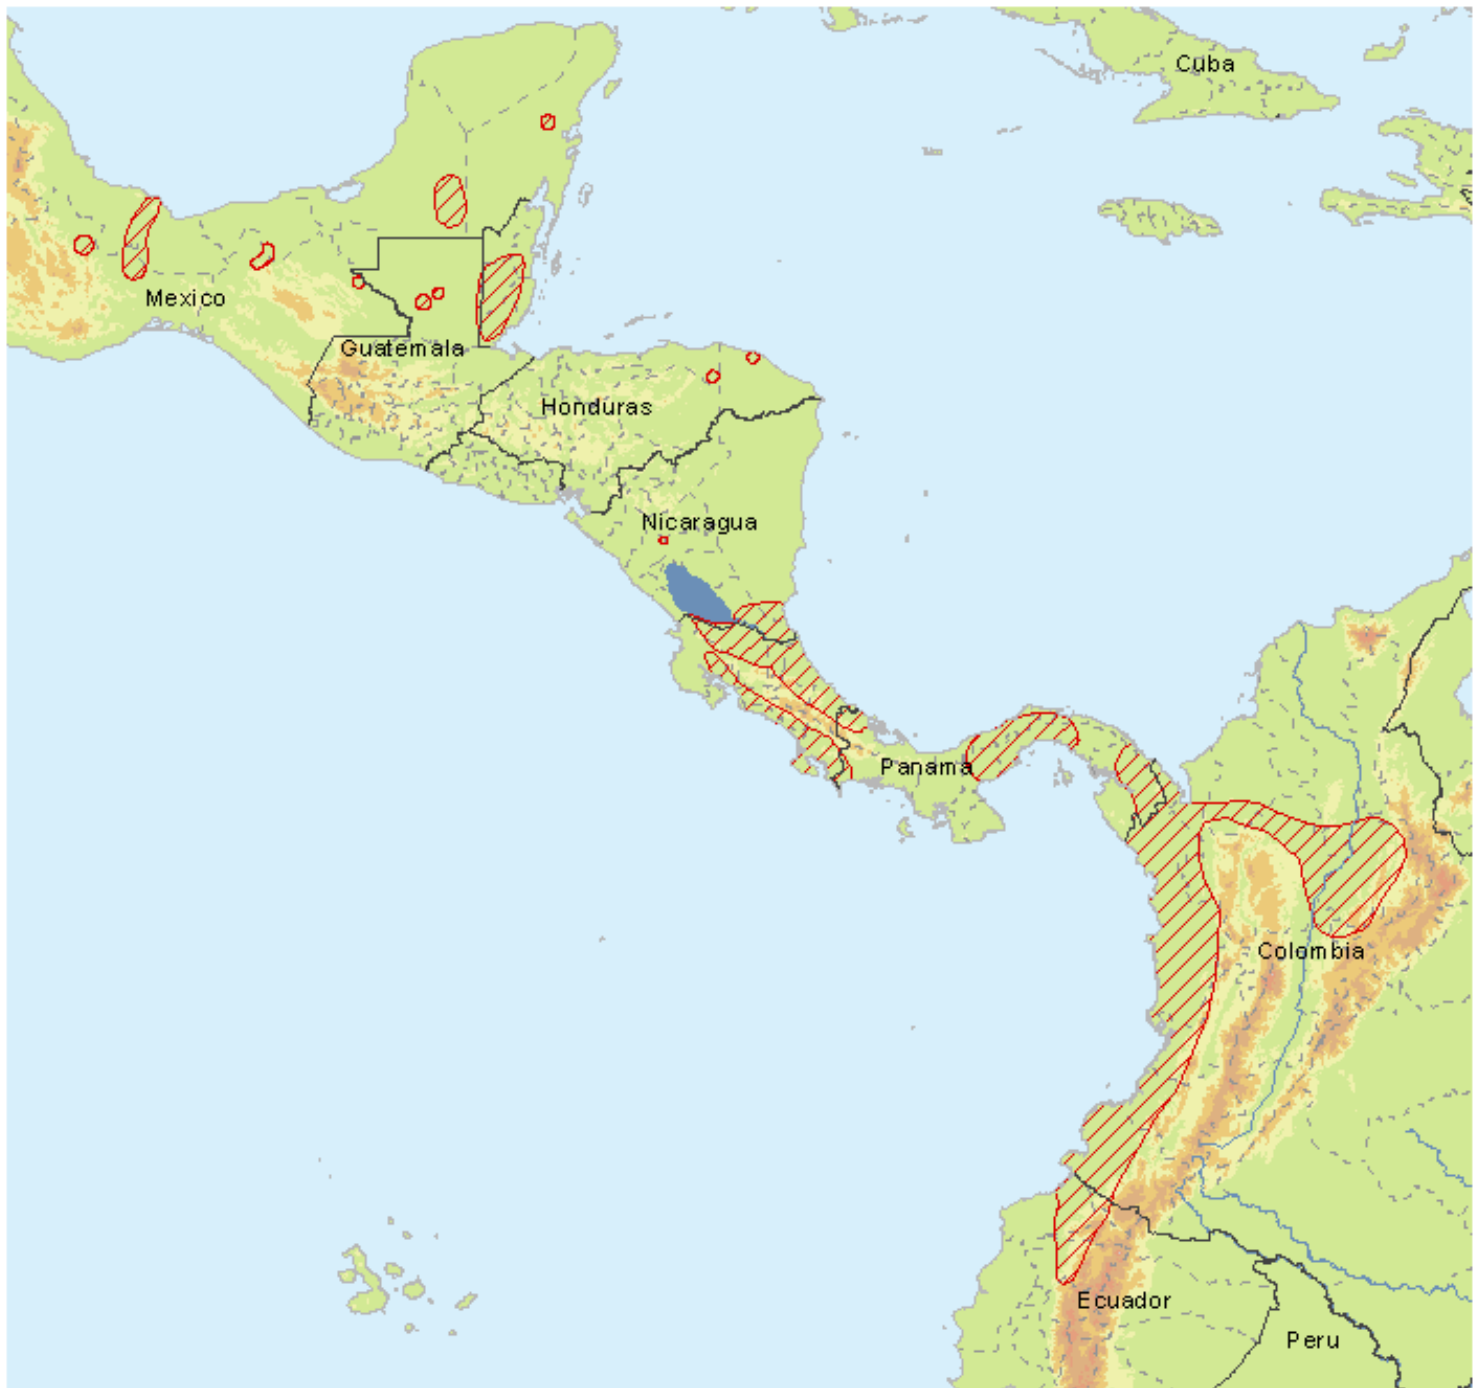 Cuba
Mexico
Guatemala
Honduras
Nicaragua
Panama
Colombia
Ecuador
Peru